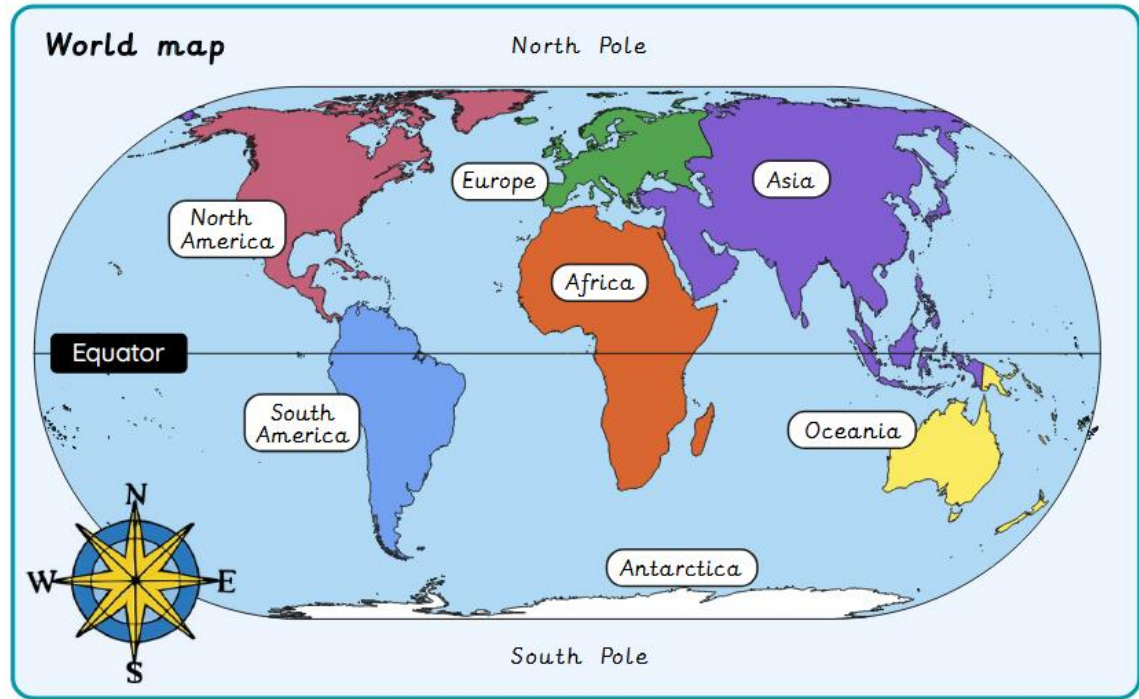 World map
North Pole
Europe
Asia
North
America
Africa
Equator
South
America
Oceania
N
W
E
S
Antarctica
South Pole